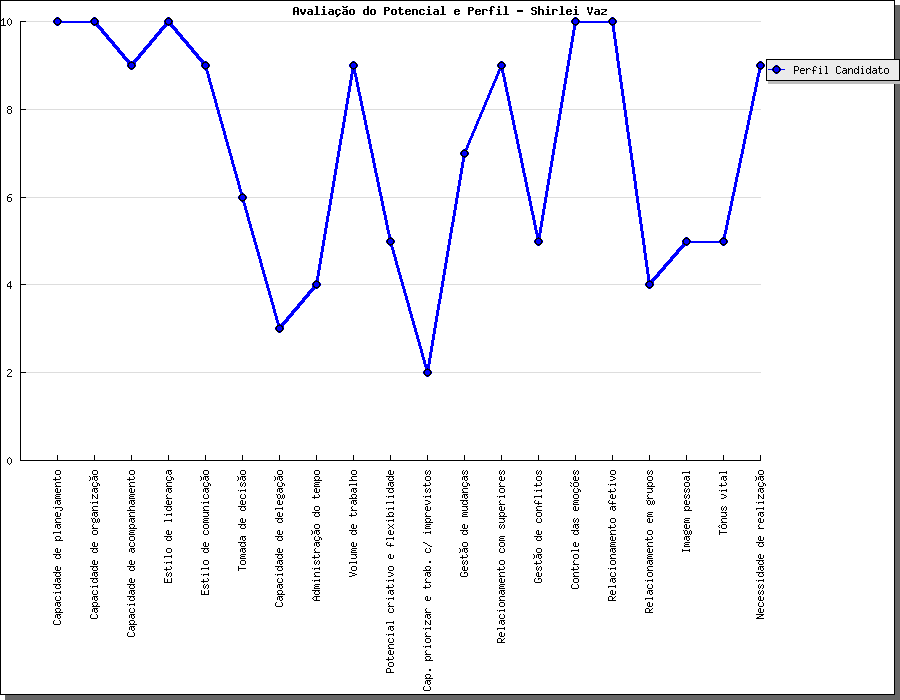 Avaliação do Potencial e Perfil - Shirlei Vaz
10
8
6
4
2
0
Perfil Candidato
Capacidade de planejamento
Capacidade de organização
Capacidade de acompanhamento
Estilo de liderança
Estilo de comunicação
Tomada de decisão
Capacidade de delegação
Administração do tempo
Volume de trabalho
Potencial criativo e flexibilidade
Cap. priorizar e trab. c/ imprevistos
Gestão de mudanças
Relacionamento com superiores
Gestão de conflitos
Controle das emoções
Relacionamento afetivo
Relacionamento em grupos
Imagem pessoal
Tônus vital
Necessidade de realização